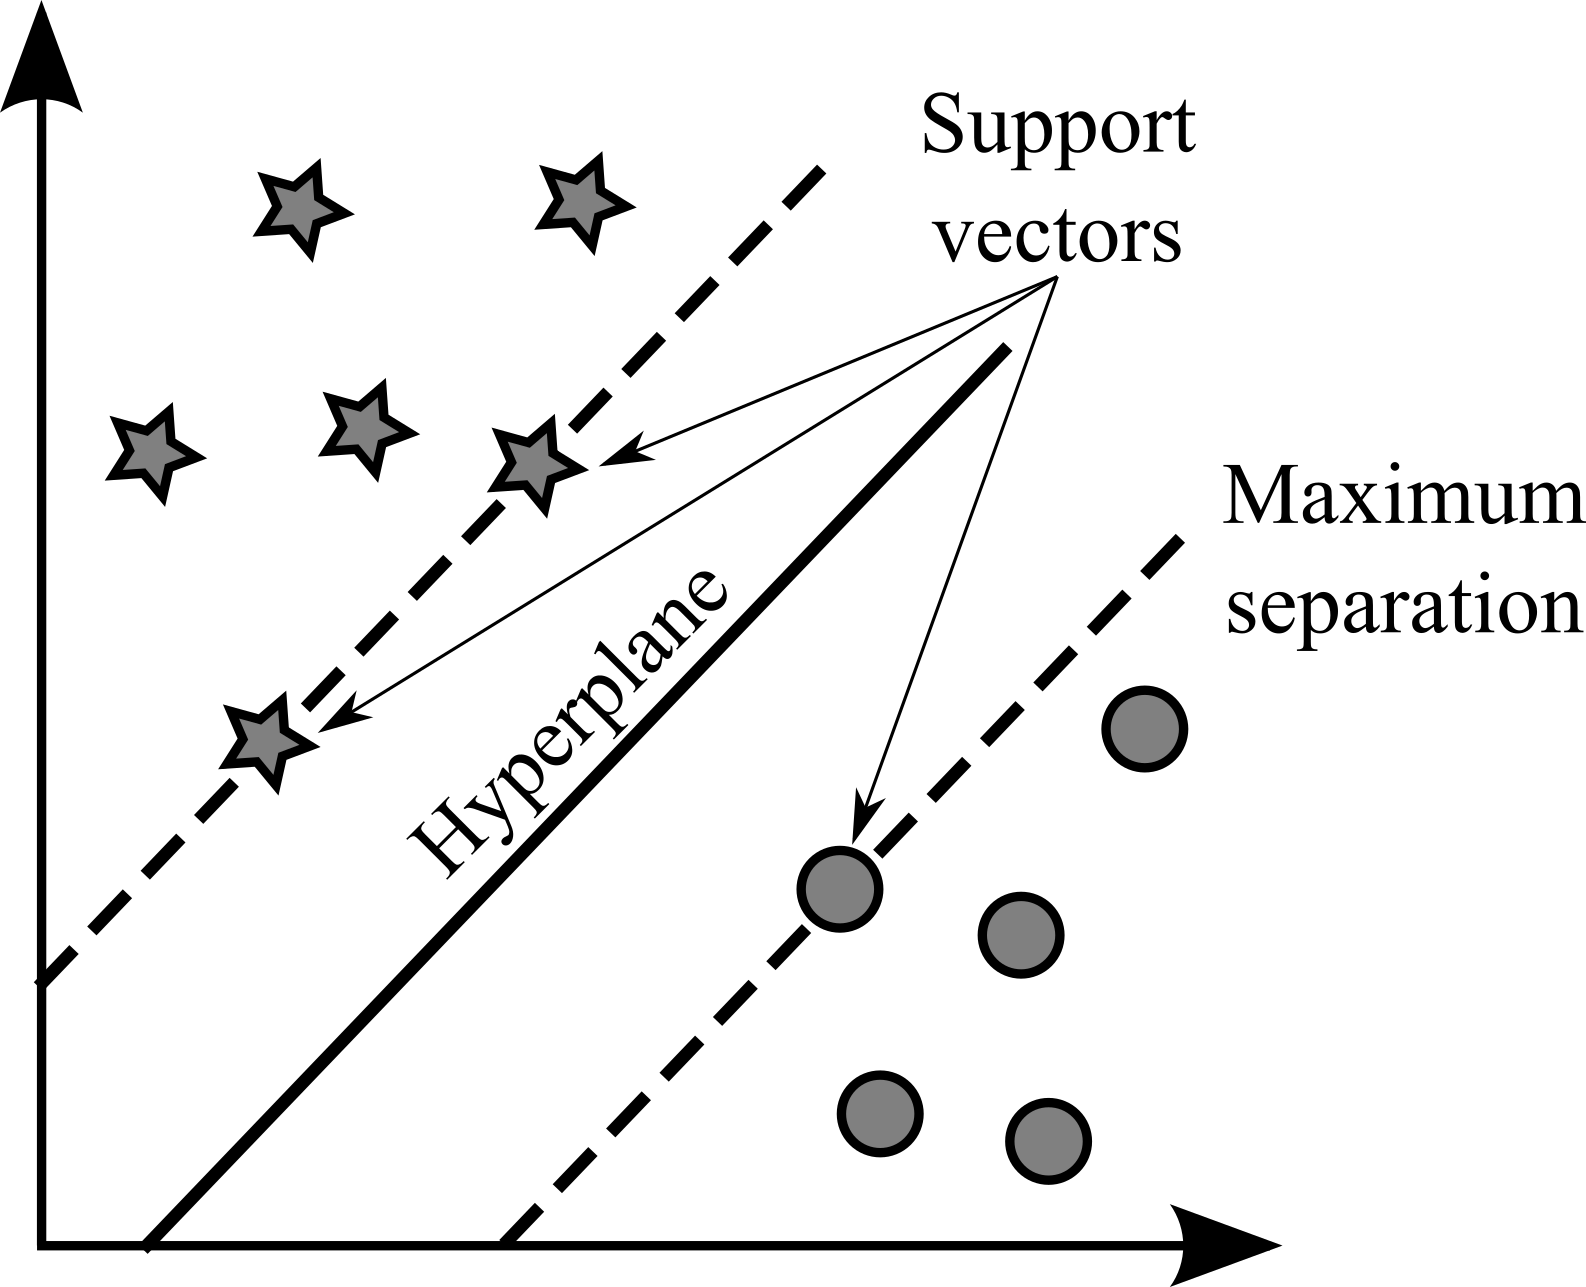 Support
vectors
Maximum
separation
Hyperplane